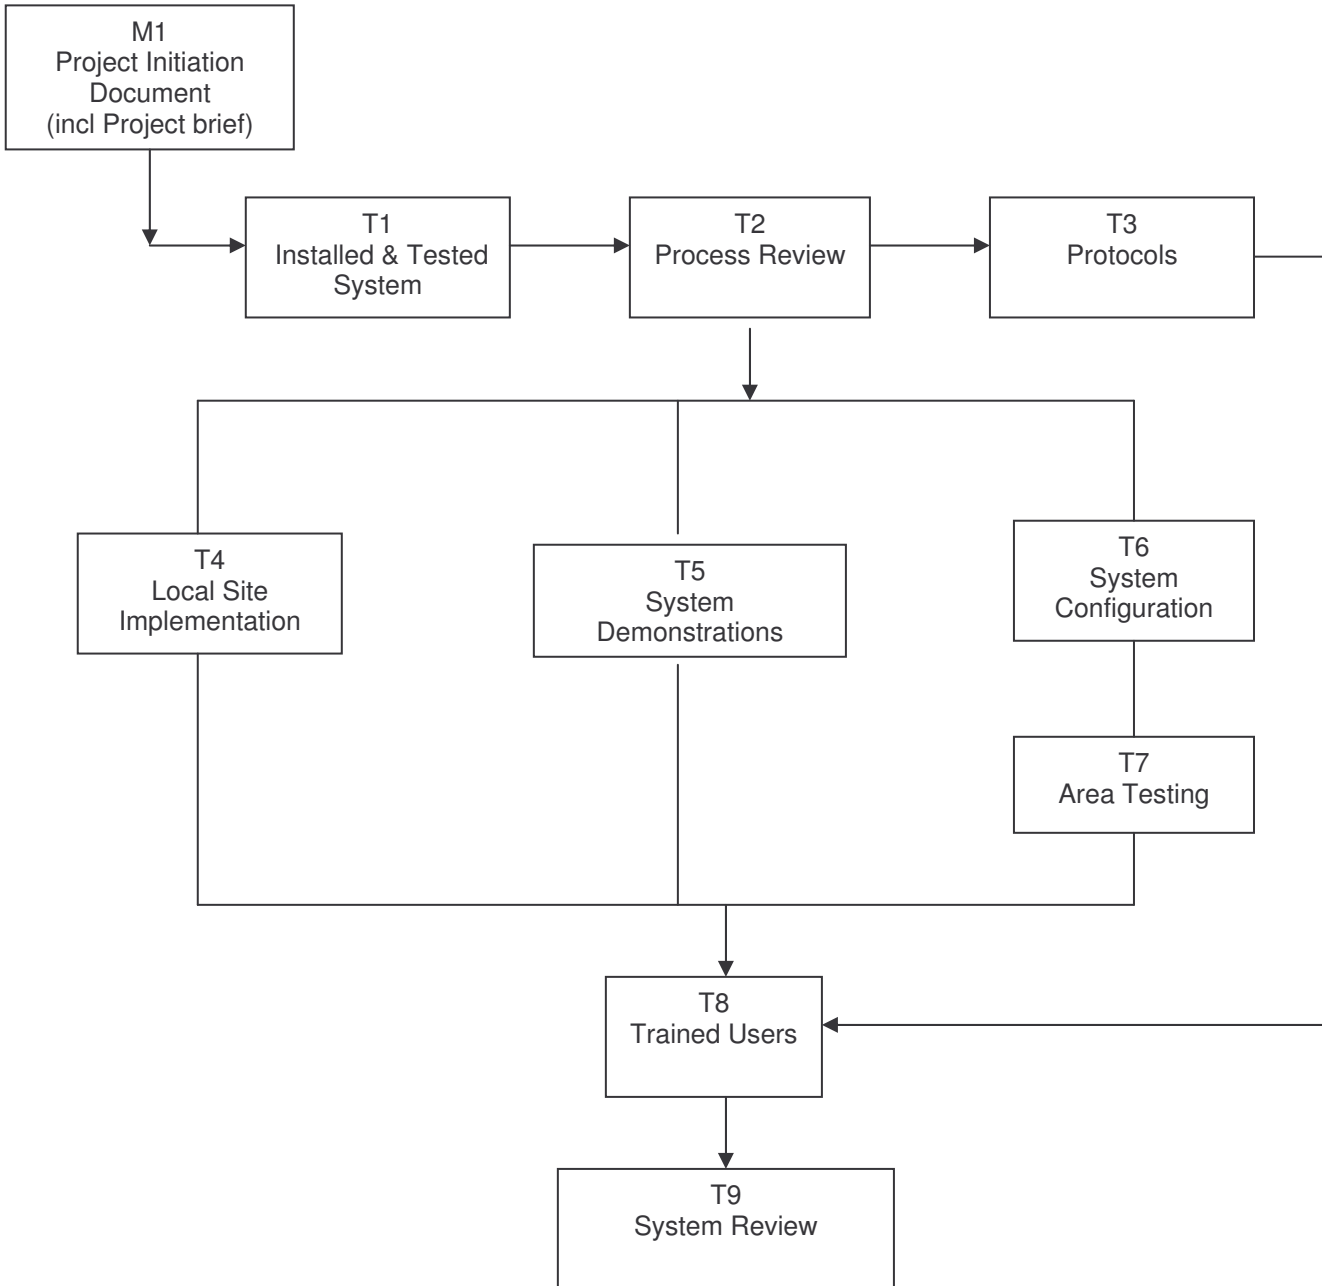 M1
Project Initiation
Document
(incl Project brief)
T1
Installed & Tested
System
T2
Process Review
T3
Protocols
T4
Local Site
Implementation
T5
System
Demonstrations
T6
System
Configuration
T7
Area Testing
T8
Trained Users
T9
System Review